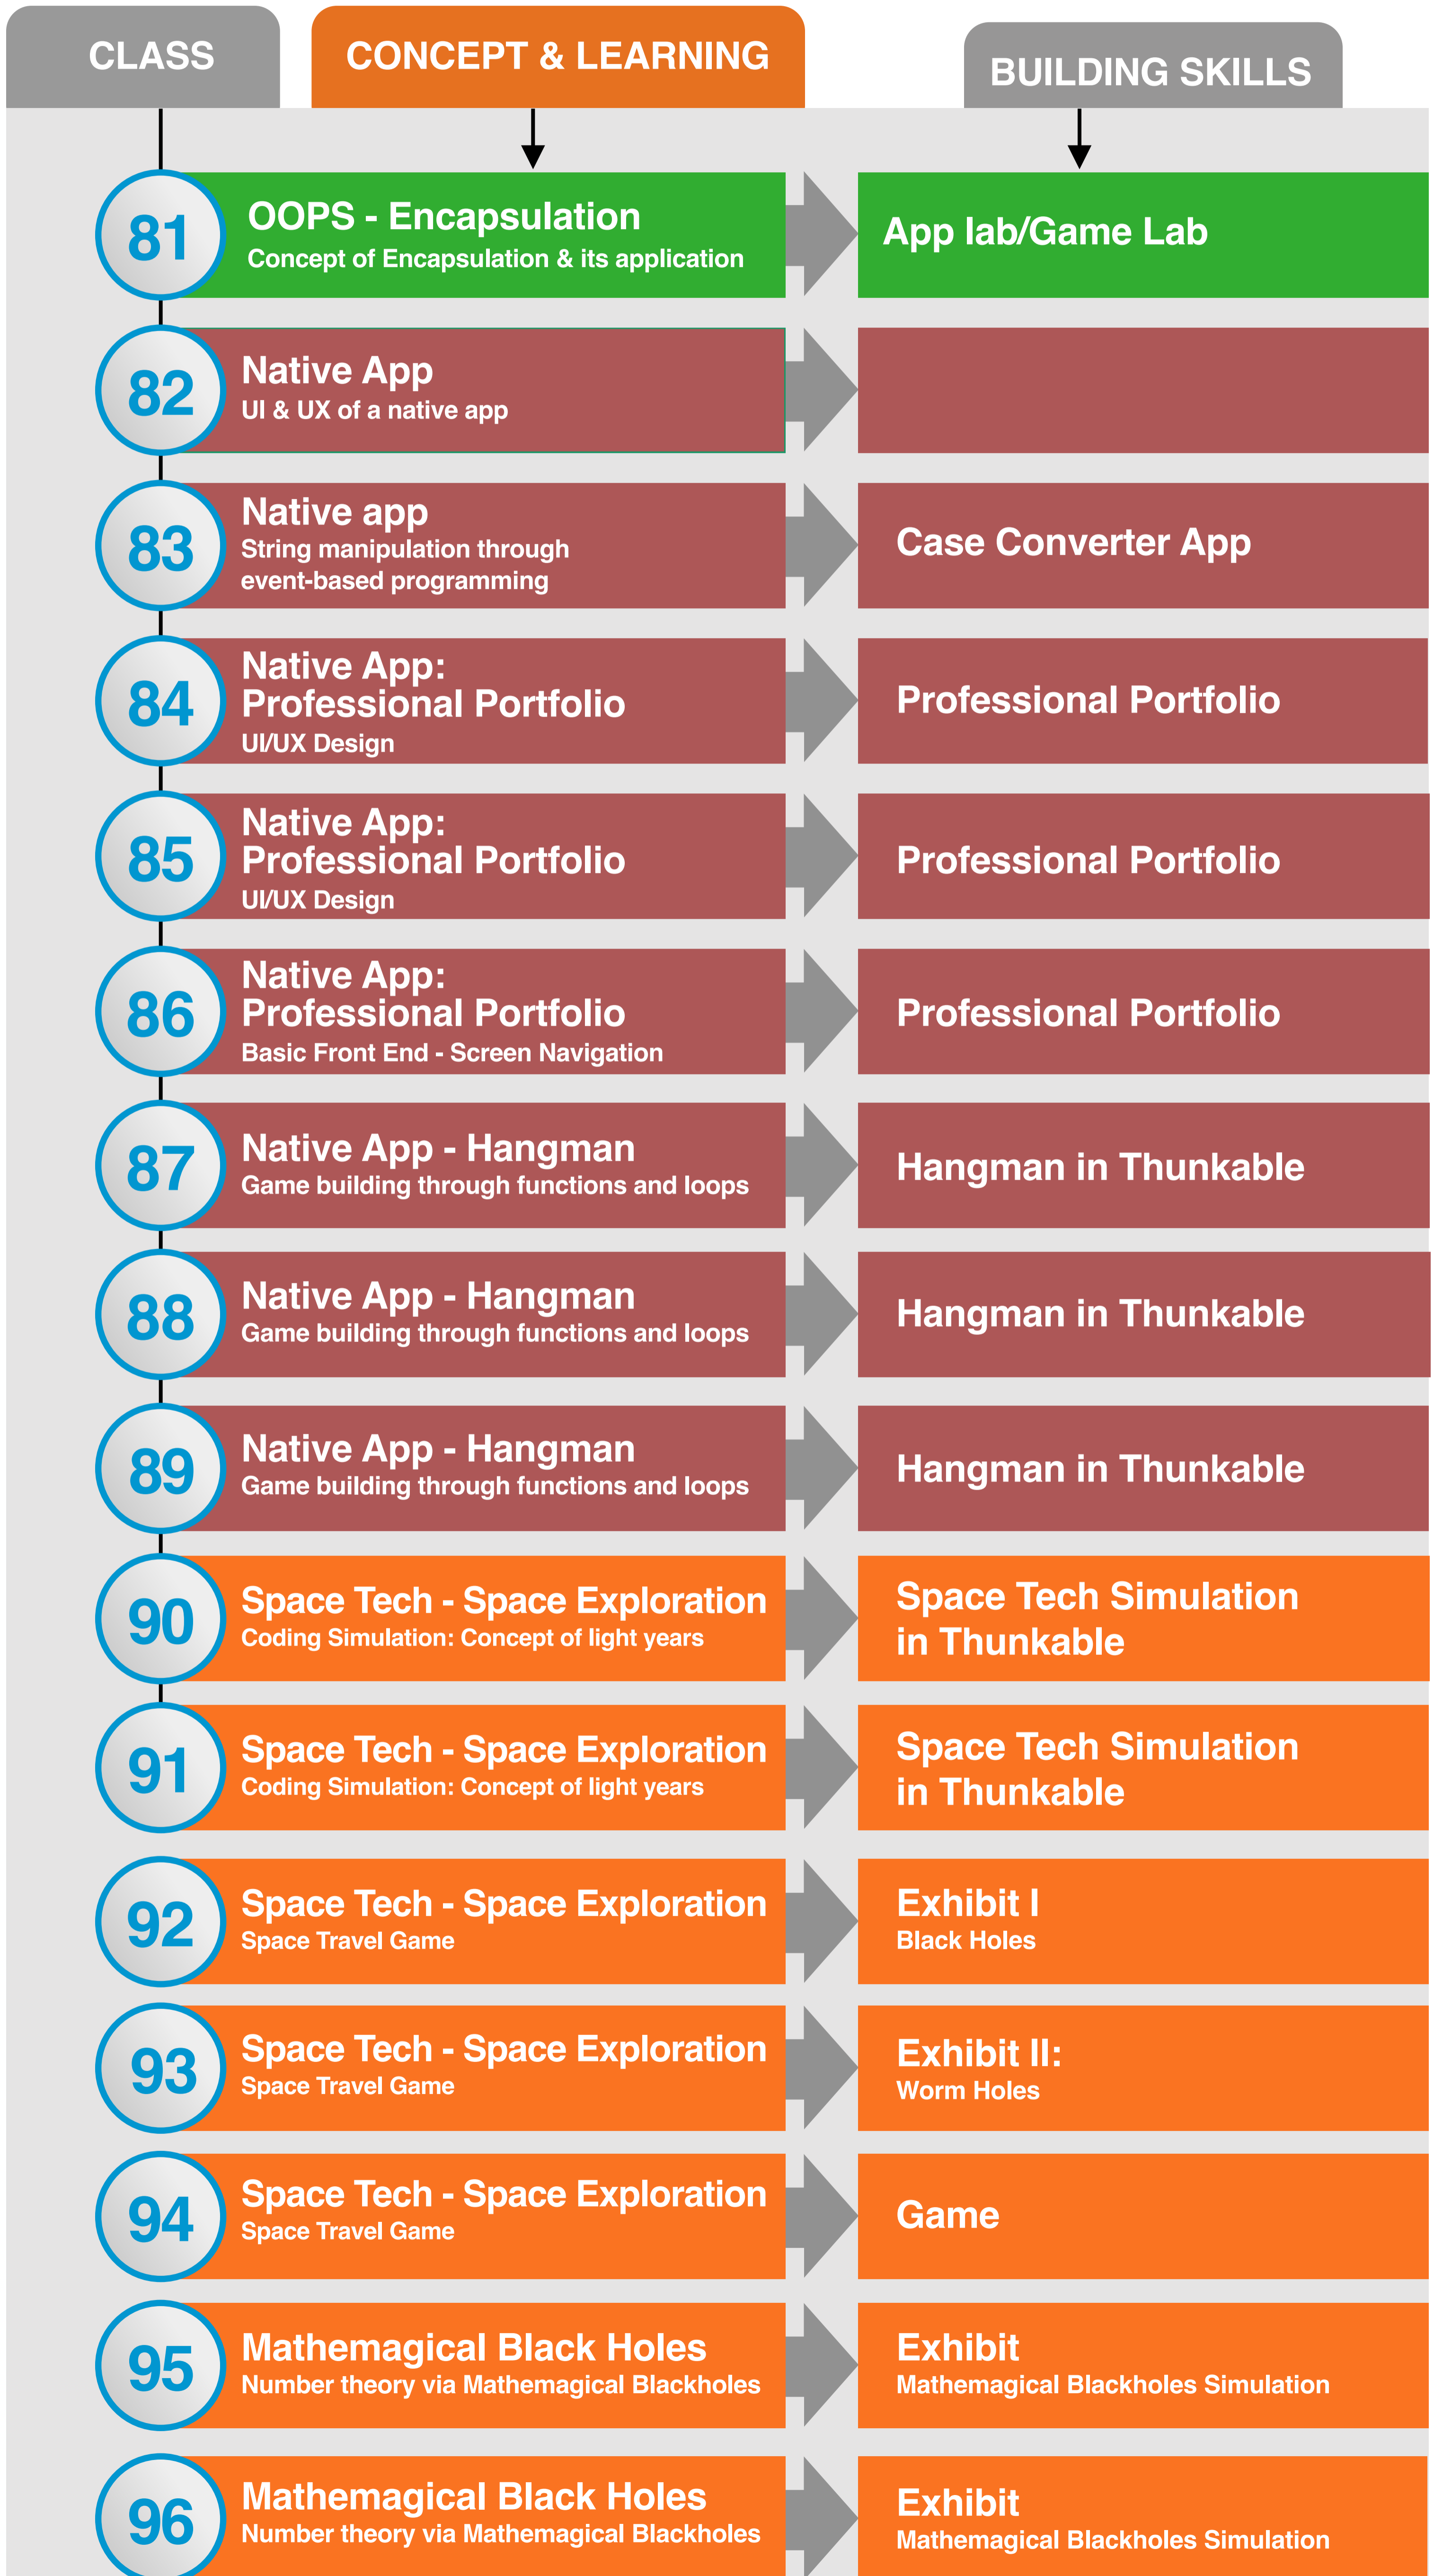 CLASS
CONCEPT & LEARNING
BUILDING SKILLS
81
OOPS - Encapsulation
Concept of Encapsulation & its application
App lab/Game Lab
82
Native App
UI & UX of a native app
83
Native app
String manipulation through
event-based programming
Case Converter App
84
Native App:
Professional Portfolio
UI/UX Design
Professional Portfolio
85
Native App:
Professional Portfolio
UI/UX Design
Professional Portfolio
86
Native App:
Professional Portfolio
Basic Front End - Screen Navigation
Professional Portfolio
87
Native App - Hangman
Game building through functions and loops
Hangman in Thunkable
88
Native App - Hangman
Game building through functions and loops
Hangman in Thunkable
89
Native App - Hangman
Game building through functions and loops
Hangman in Thunkable
90
Space Tech - Space Exploration
Coding Simulation: Concept of light years
Space Tech Simulation
in Thunkable
91
Space Tech - Space Exploration
Coding Simulation: Concept of light years
Space Tech Simulation
in Thunkable
92
Space Tech - Space Exploration
Space Travel Game
Exhibit I
Black Holes
93
Space Tech - Space Exploration
Space Travel Game
Exhibit II:
Worm Holes
94
Space Tech - Space Exploration
Space Travel Game
Game
95
Mathemagical Black Holes
Number theory via Mathemagical Blackholes
Exhibit
Mathemagical Blackholes Simulation
96
Mathemagical Black Holes
Number theory via Mathemagical Blackholes
Exhibit
Mathemagical Blackholes Simulation